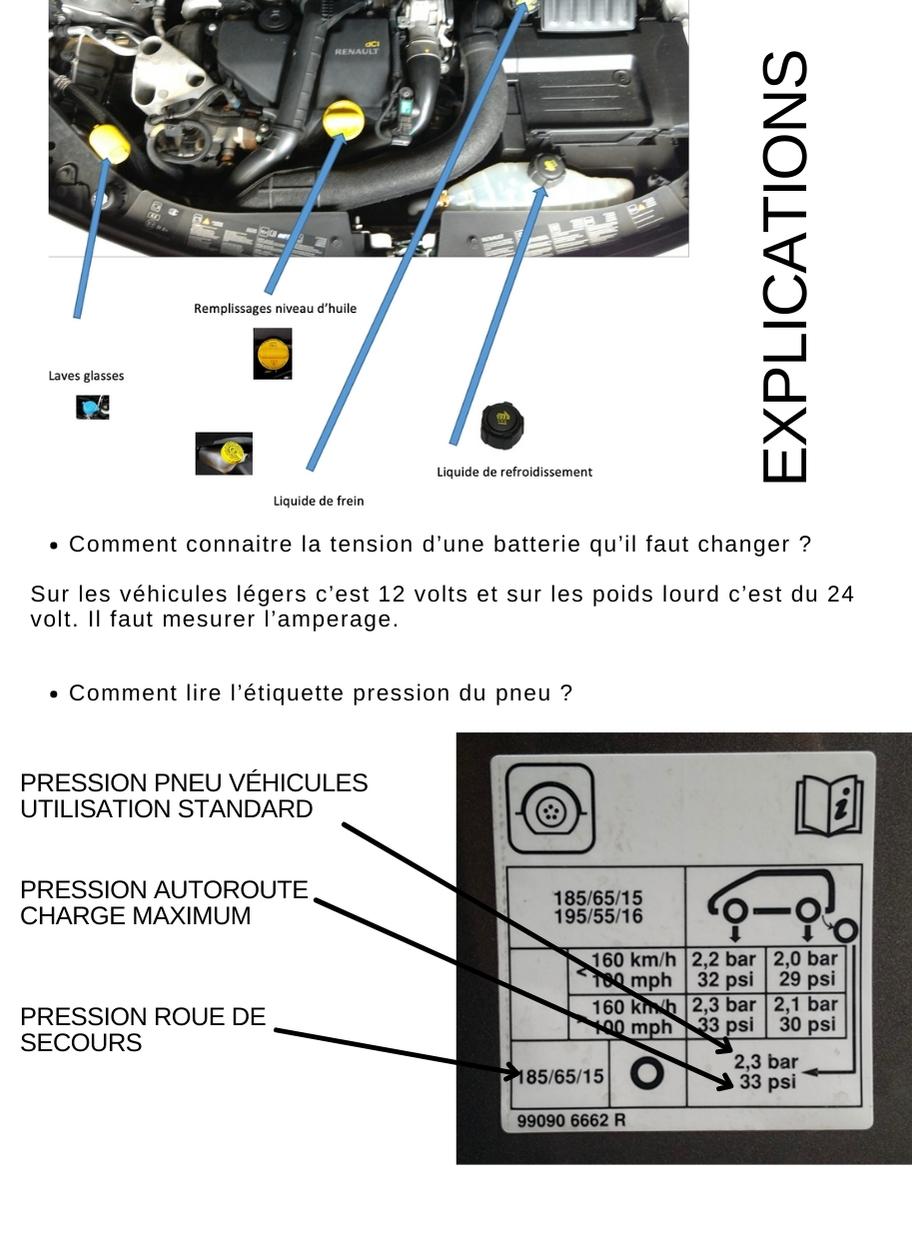 dCi
RENAULT
EXPLICATIONS
Remplissages niveau d’huile
Laves glasses
Liquide de refroidissement
Liquide de frein
• Comment connaitre la tension d’une batterie qu’il faut changer ?
Sur les véhicules légers c’est 12 volts et sur les poids lourd c’est du 24
volt. Il faut mesurer l’amperage.
• Comment lire l’étiquette pression du pneu ?
PRESSION PNEU VÉHICULES
UTILISATION STANDARD
PRESSION AUTOROUTE
CHARGE MAXIMUM
PRESSION ROUE DE
SECOURS
185/65/15
195/55/16
< 160 km/h
100 mph
2,2 bar
32 psi
2,0 bar
29 psi
> 160 km/h
100 mph
2,3 bar
33 psi
2,1 bar
30 psi
185/65/15
2,3 bar
33 psi
99090 6662 R